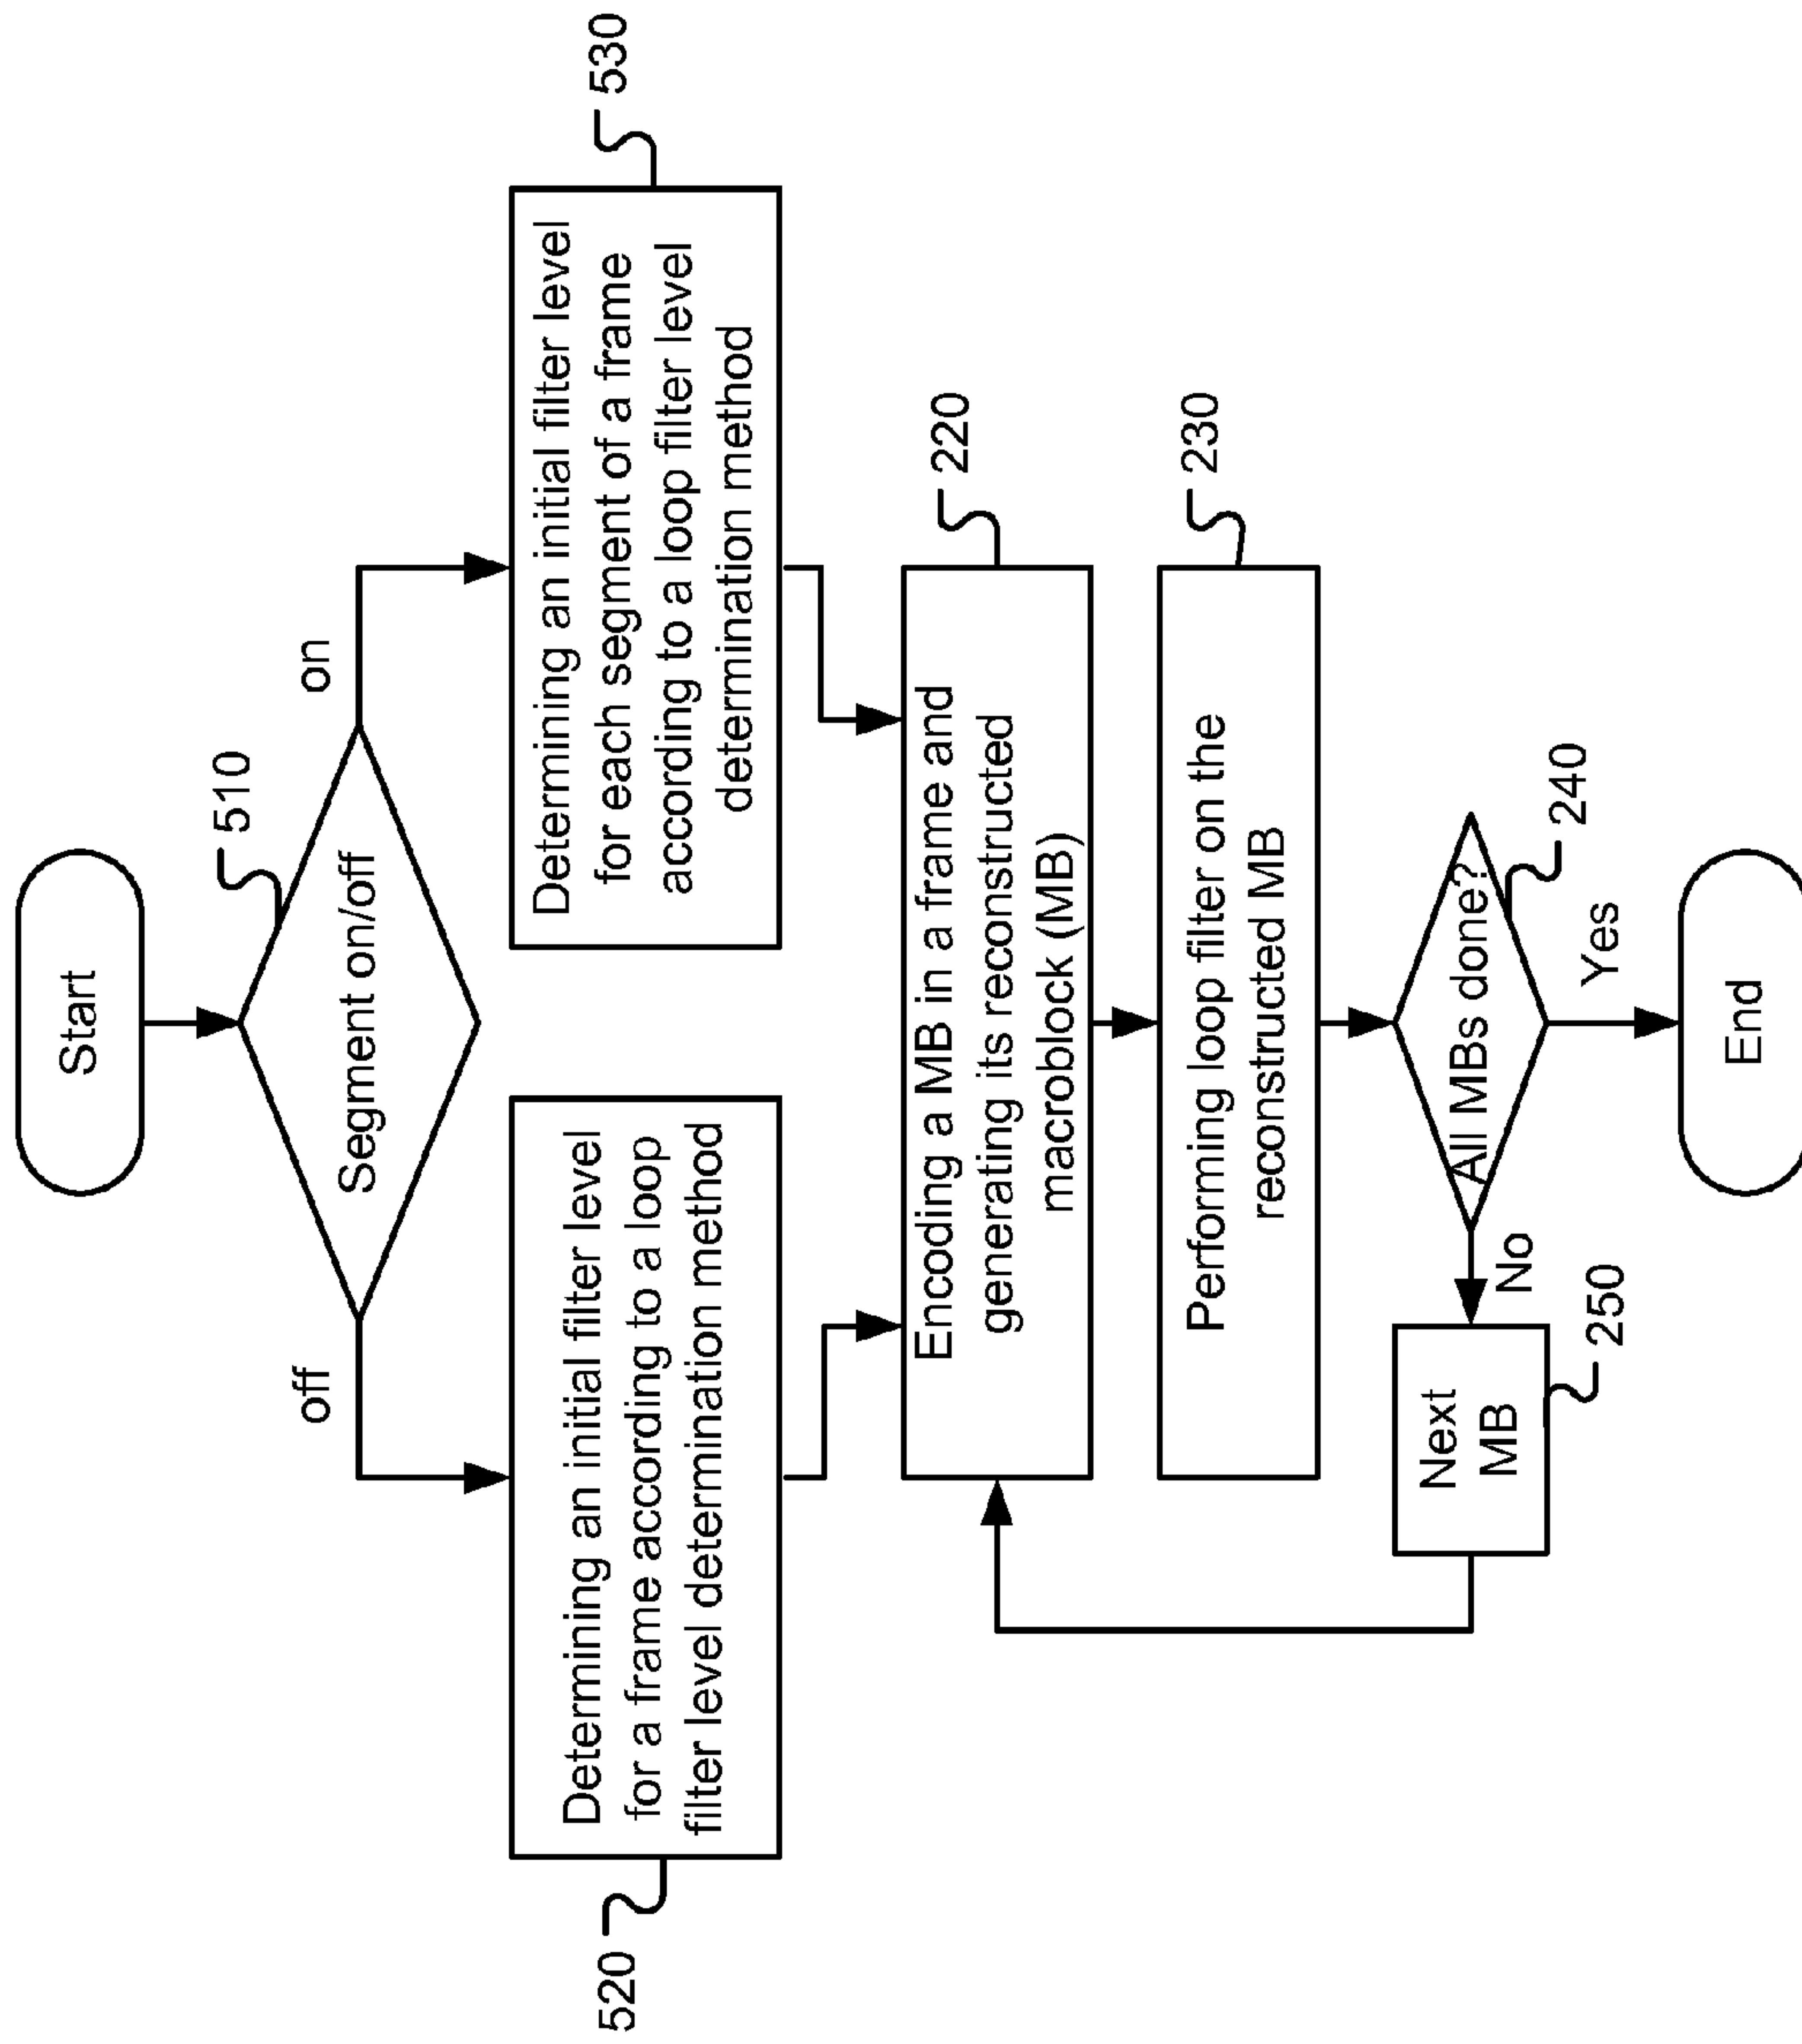 Start
510
Segment on/off
off
on
520
Determining an initial filter level
for a frame according to a loop
filter level determination method
530
Determining an initial filter level
for each segment of a frame
according to a loop filter level
determination method
220
Encoding a MB in a frame and
generating its reconstructed
macroblock (MB)
230
Performing loop filter on the
reconstructed MB
240
All MBs done?
No
Yes
250
Next
MB
End